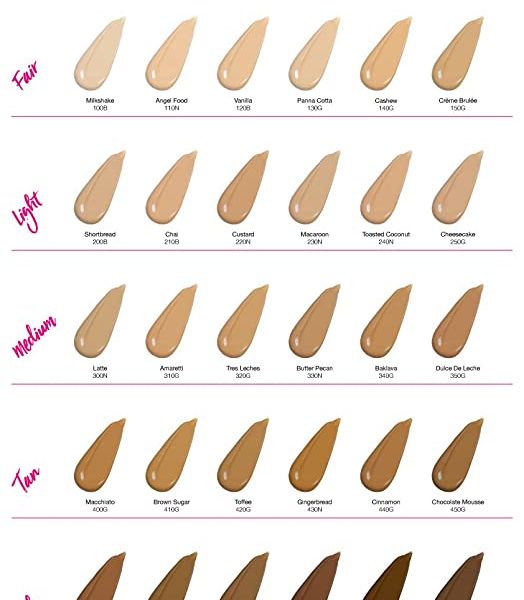 Fair
Milkshake Angel Food Vanilla Panna Cotta Cashew Crème Brulée
100B 110N 120B 130G 140G 150G
Light
Shortbread Chai Custard Macaroon Toasted Coconut Cheesecake
200B 210B 220N 230N 240N 250G
Medium
Latte Amaretti Tres Leches Butter Pecan Baklava Dulce De Leche
300N 310G 320G 330N 340G 350G
Tan
Macchiato Brown Sugar Toffee Gingerbread Cinnamon Chocolate Mousse
400G 410G 420G 430N 440G 450G